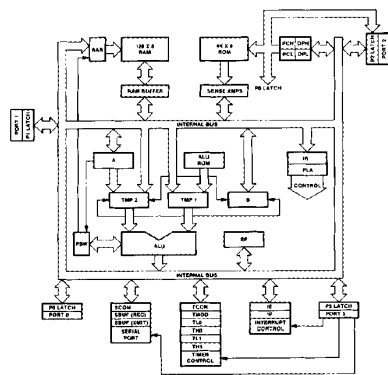 RAR
128 X 8
RAM
4K X 8
ROM
PCH DPH
PCL DPL
P2 LATCH
PORT 2
RAM BUFFER
SENSE AMPS
P0 LATCH
PORT 1
P1 LATCH
INTERNAL BUS
A
ALU
ROM
IR
PLA
CONTROL
TMP 2
TMP 1
B
PSW
ALU
SP
INTERNAL BUS
P0 LATCH
PORT 0
SCON
SBUF (REC)
SBUF (XMIT)
SERIAL
PORT
TCON
TMOD
TL0
TH0
TL1
TH1
TIMER
CONTROL
IE
IP
INTERRUPT
CONTROL
P3 LATCH
PORT 3